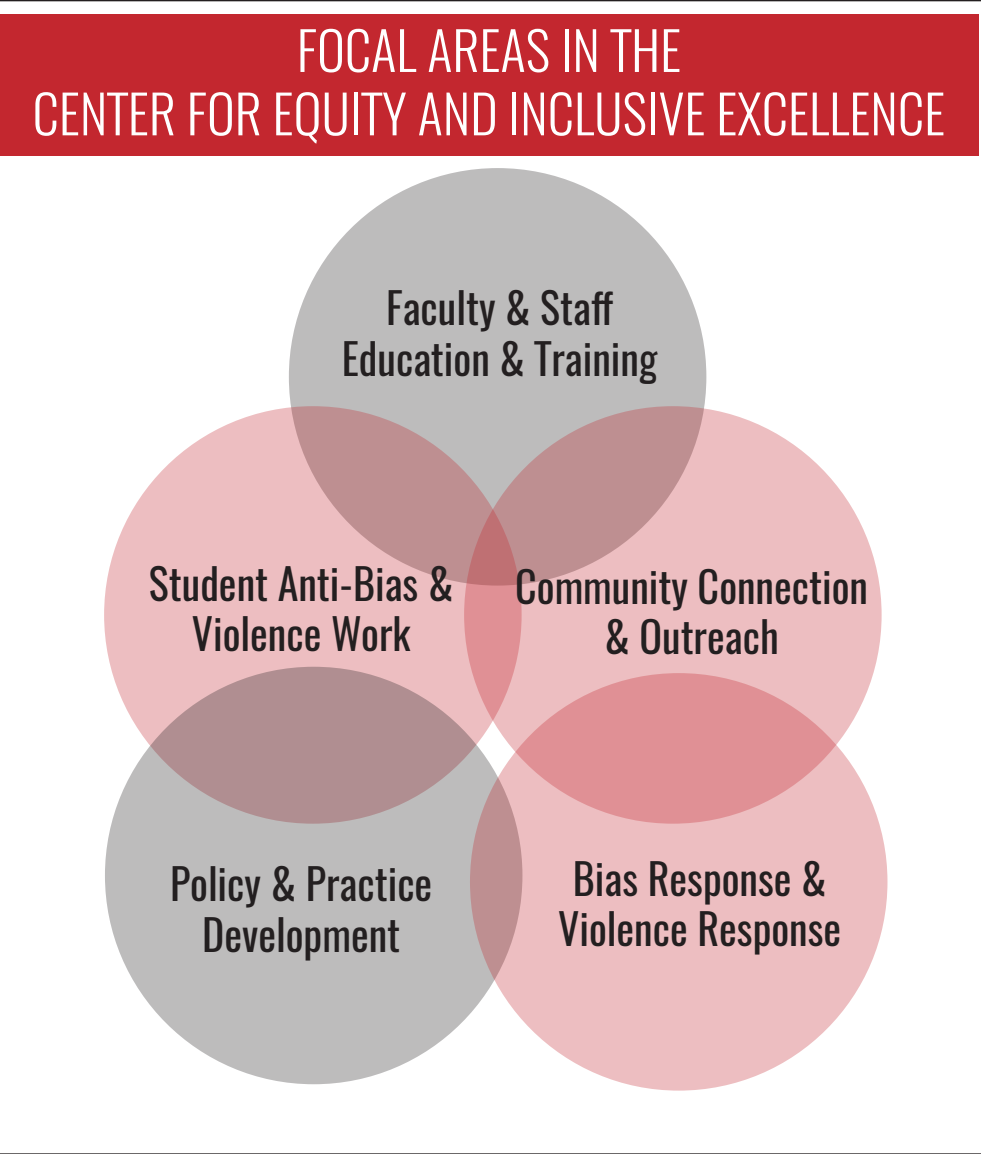 FOCAL AREAS IN THE
CENTER FOR EQUITY AND INCLUSIVE EXCELLENCE
Faculty & Staff
Education & Training
Student Anti-Bias &
Violence Work
Community Connection
& Outreach
Policy & Practice
Development
Bias Response &
Violence Response